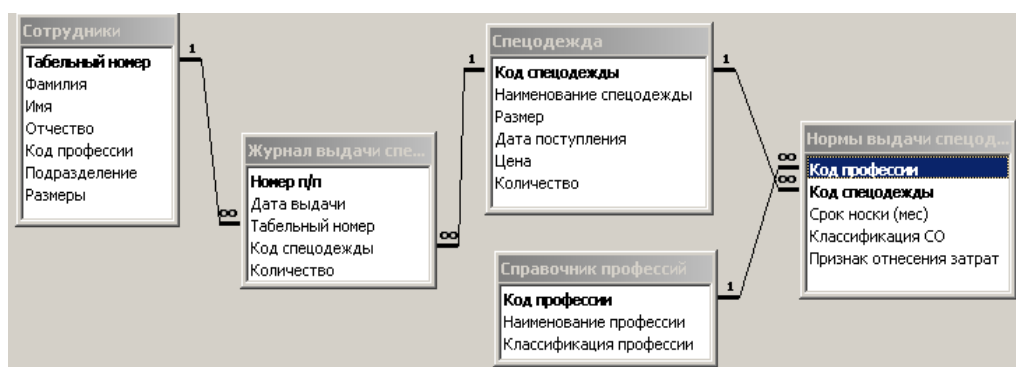 Сотрудники
Табельный номер
Фамилия
Имя
Отчество
Код профессии
Подразделение
Размеры
1
∞
Журнал выдачи спе...
Номер п/п
Дата выдачи
Табельный номер
Код спецодежды
Количество
∞
1
Спецодежда
Код спецодежды
Наименование спецодежды
Размер
Дата поступления
Цена
Количество
1
Справочник профессий
Код профессии
Наименование профессии
Классификация профессии
1
∞
∞
Нормы выдачи спецод...
Код профессии
Код спецодежды
Срок носки (мес)
Классификация СО
Признак отнесения затрат